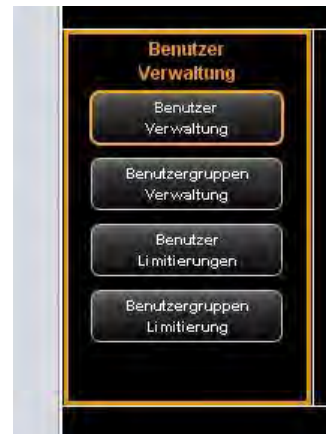 Benutzer
Verwaltung
Benutzer
Verwaltung
Benutzergruppen
Verwaltung
Benutzer
Limitierungen
Benutzergruppen
Limitierung